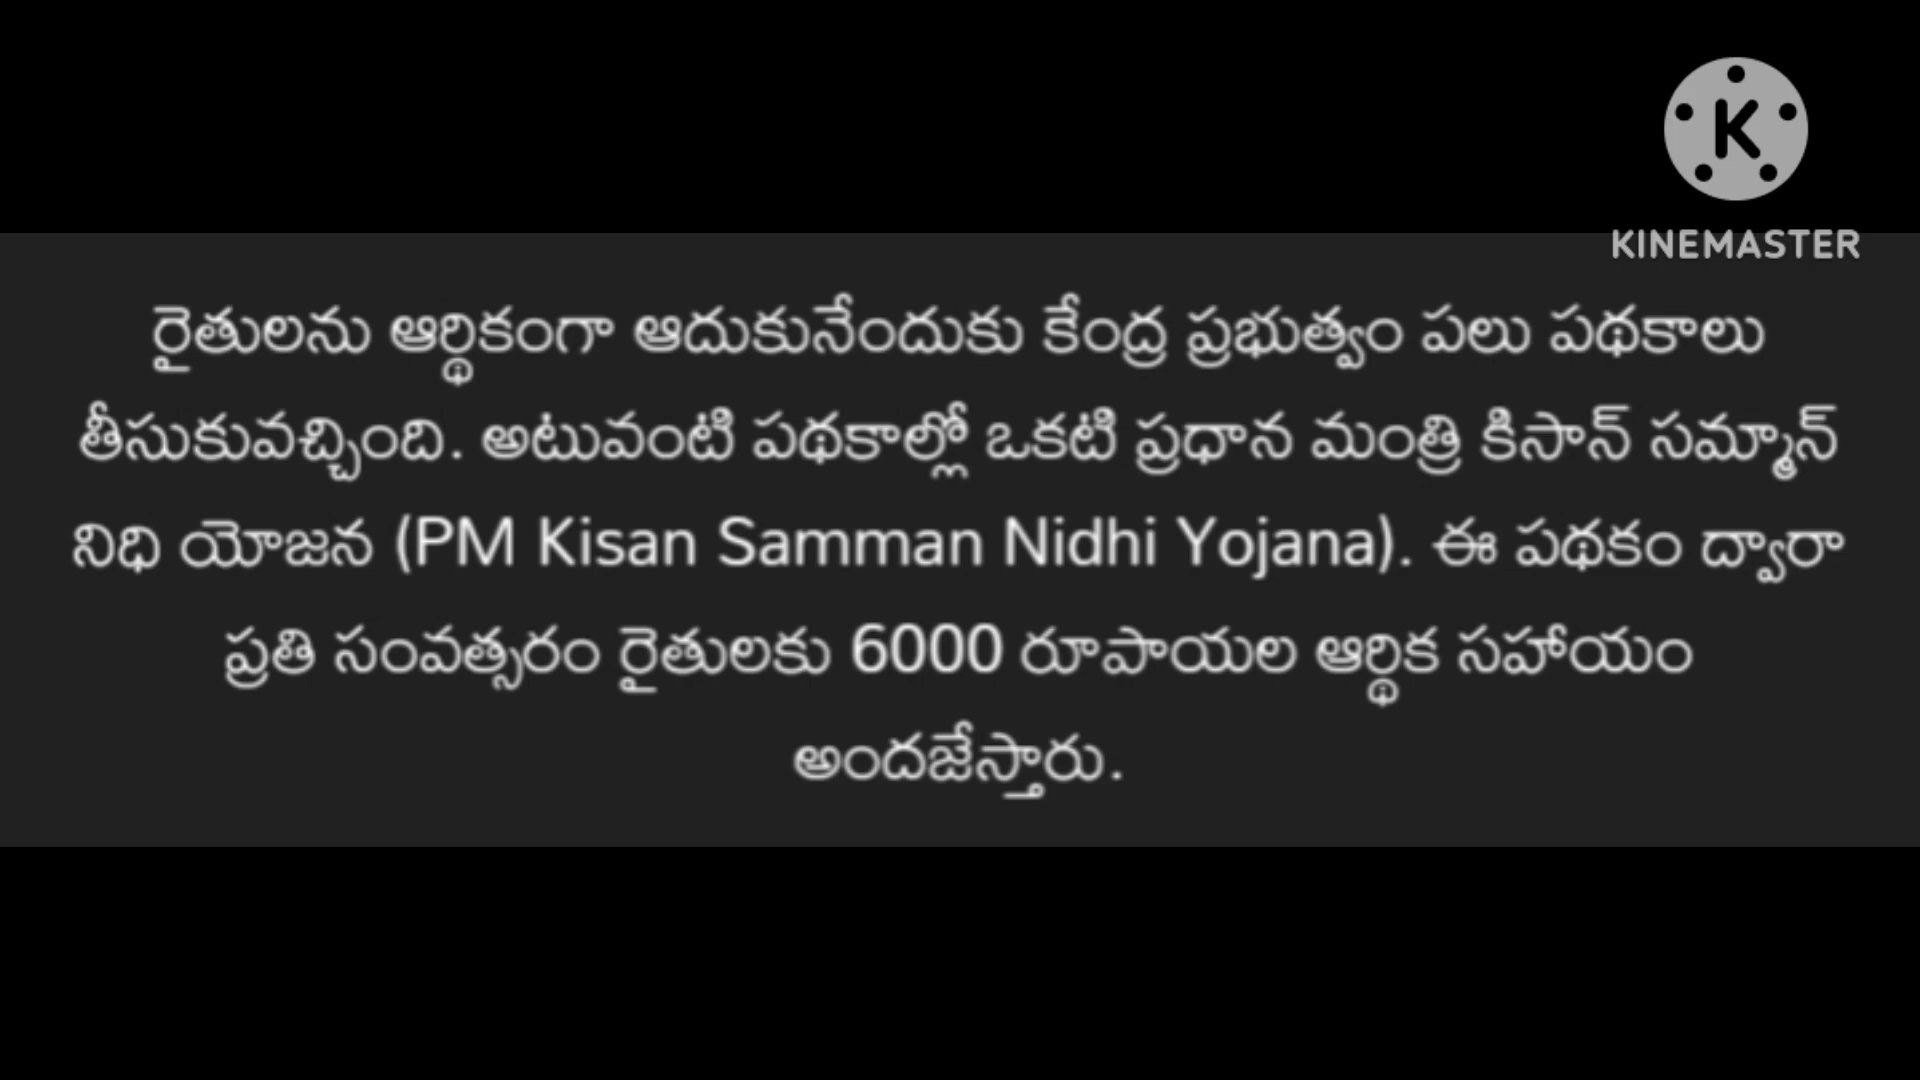 KINEMASTER
రైతులను ఆర్థికంగా ఆదుకునేందుకు కేంద్ర ప్రభుత్వం పలు పథకాలు
తీసుకువచ్చింది. అటువంటి పథకాల్లో ఒకటి ప్రధాన మంత్రి కిసాన్ సమ్మాన్
నిధి యోజన (PM Kisan Samman Nidhi Yojana). ఈ పథకం ద్వారా
ప్రతి సంవత్సరం రైతులకు 6000 రూపాయల ఆర్థిక సహాయం
అందజేస్తారు.